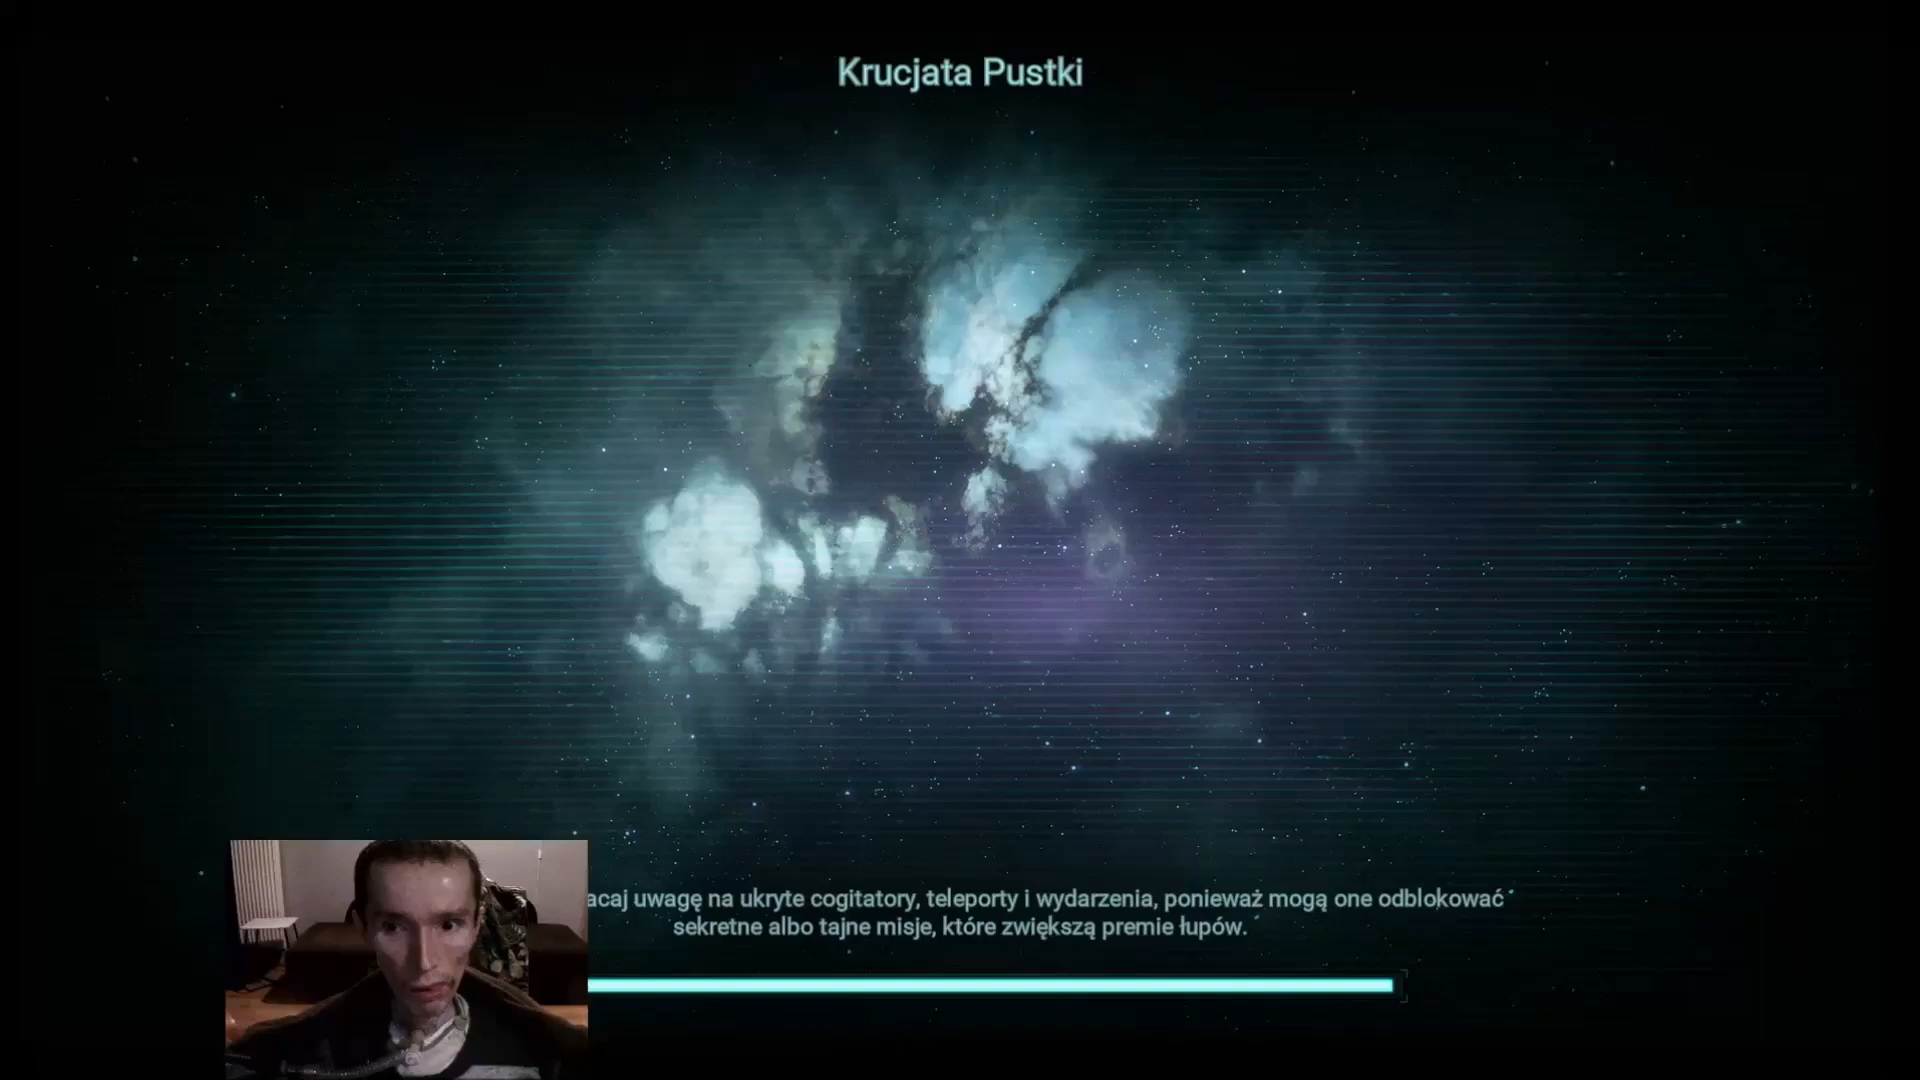 Krucjata Pustki
uwagę na ukryte cogitatory, teleporty i wydarzenia, ponieważ mogą one odblokować
sekretne albo tajne misje, które zwiększą premie łupów.